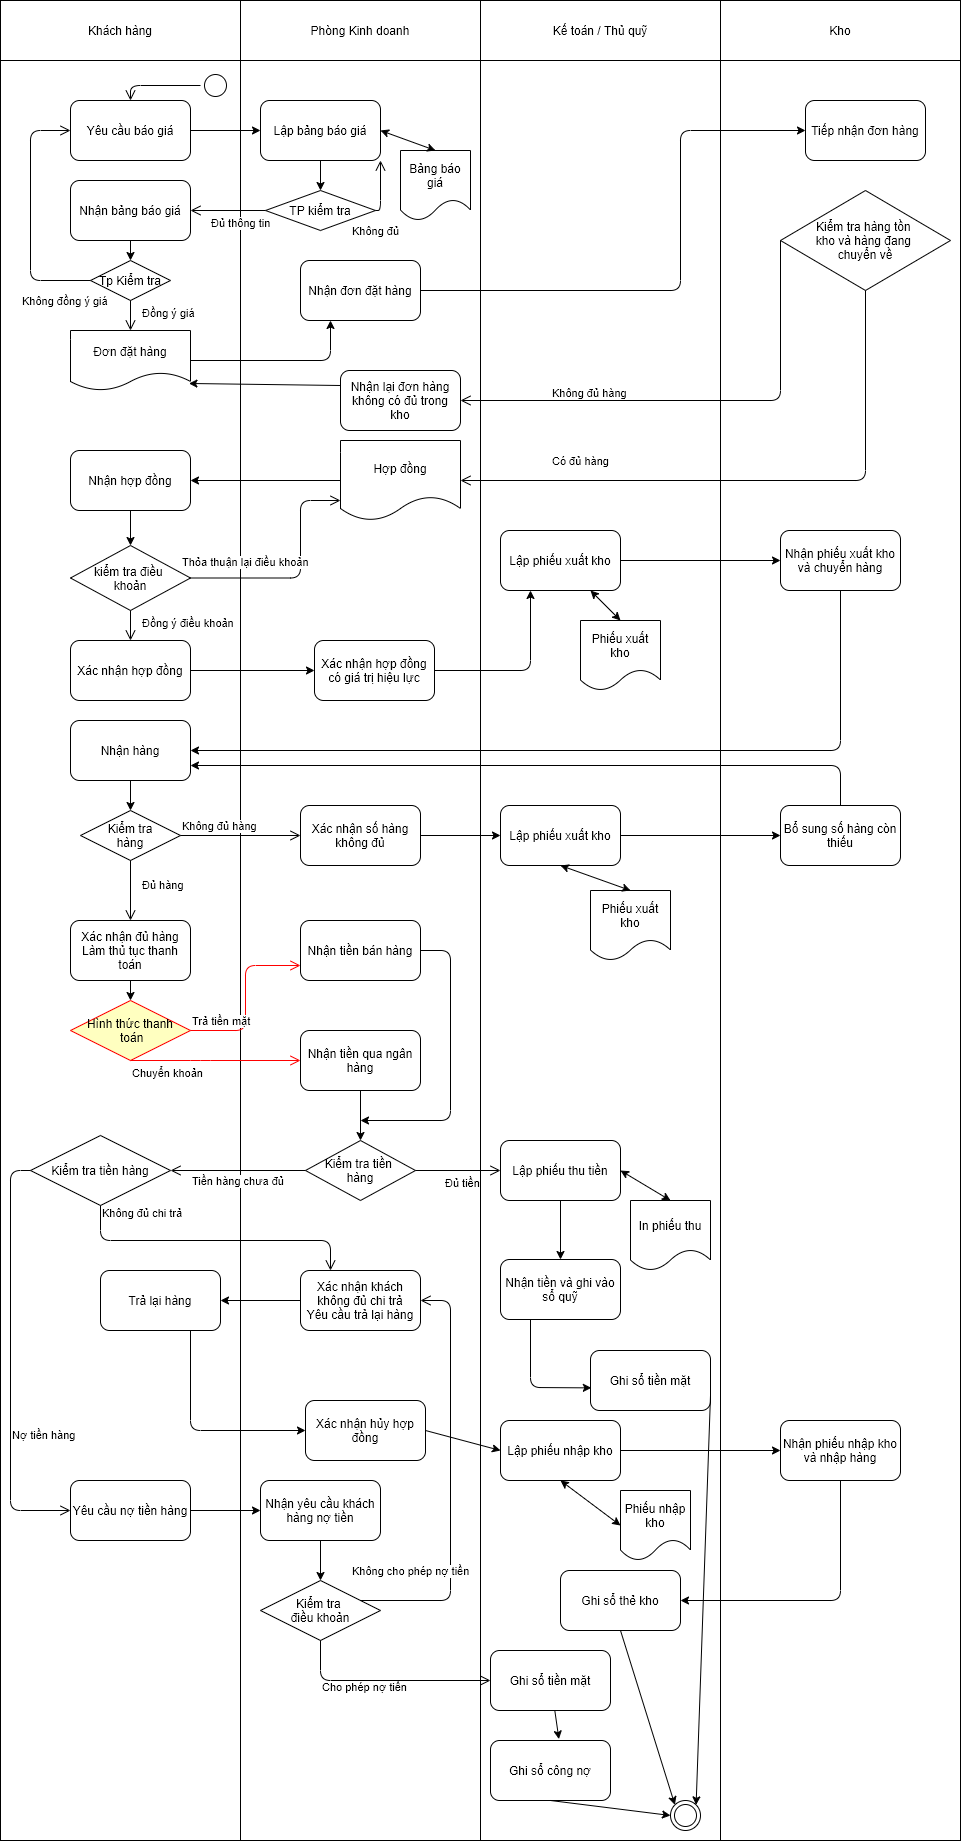 Khách hàng
Phòng Kinh doanh
Kế toán / Thủ quỹ
Kho
Yêu cầu báo giá
Lập bảng báo giá
Tiếp nhận đơn hàng
Bảng báo
giá
Nhận bảng báo giá
TP kiểm tra
Đủ thông tin
Không đủ
Kiểm tra hàng tồn
kho và hàng đang
chuyển về
Tp Kiểm tra
Không đồng ý giá
Đồng ý giá
Nhận đơn đặt hàng
Đơn đặt hàng
Nhận lại đơn hàng
không có đủ trong
kho
Không đủ hàng
Hợp đồng
Có đủ hàng
Nhận hợp đồng
Thỏa thuận lại điều khoản
kiểm tra điều
khoản
Lập phiếu xuất kho
Nhận phiếu xuất kho
và chuyển hàng
Đồng ý điều khoản
Phiếu xuất
kho
Xác nhận hợp đồng
Xác nhận hợp đồng
có giá trị hiệu lực
Nhận hàng
Kiểm tra
hàng
Không đủ hàng
Xác nhận số hàng
không đủ
Lập phiếu xuất kho
Bổ sung số hàng còn
thiếu
Đủ hàng
Phiếu xuất
kho
Xác nhận đủ hàng
Làm thủ tục thanh
toán
Nhận tiền bán hàng
Hình thức thanh
toán
Trả tiền mặt
Chuyển khoản
Nhận tiền qua ngân
hàng
Kiểm tra tiền hàng
Tiền hàng chưa đủ
Kiểm tra tiền
hàng
Đủ tiền
Lập phiếu thu tiền
In phiếu thu
Không đủ chi trả
Trả lại hàng
Xác nhận khách
không đủ chi trả
Yêu cầu trả lại hàng
Nhận tiền và ghi vào
sổ quỹ
Ghi sổ tiền mặt
Nợ tiền hàng
Xác nhận hủy hợp
đồng
Lập phiếu nhập kho
Nhận phiếu nhập kho
và nhập hàng
Yêu cầu nợ tiền hàng
Nhận yêu cầu khách
hàng nợ tiền
Phiếu nhập
kho
Không cho phép nợ tiền
Kiểm tra
điều khoản
Ghi sổ thẻ kho
Cho phép nợ tiền
Ghi sổ tiền mặt
Ghi sổ công nợ